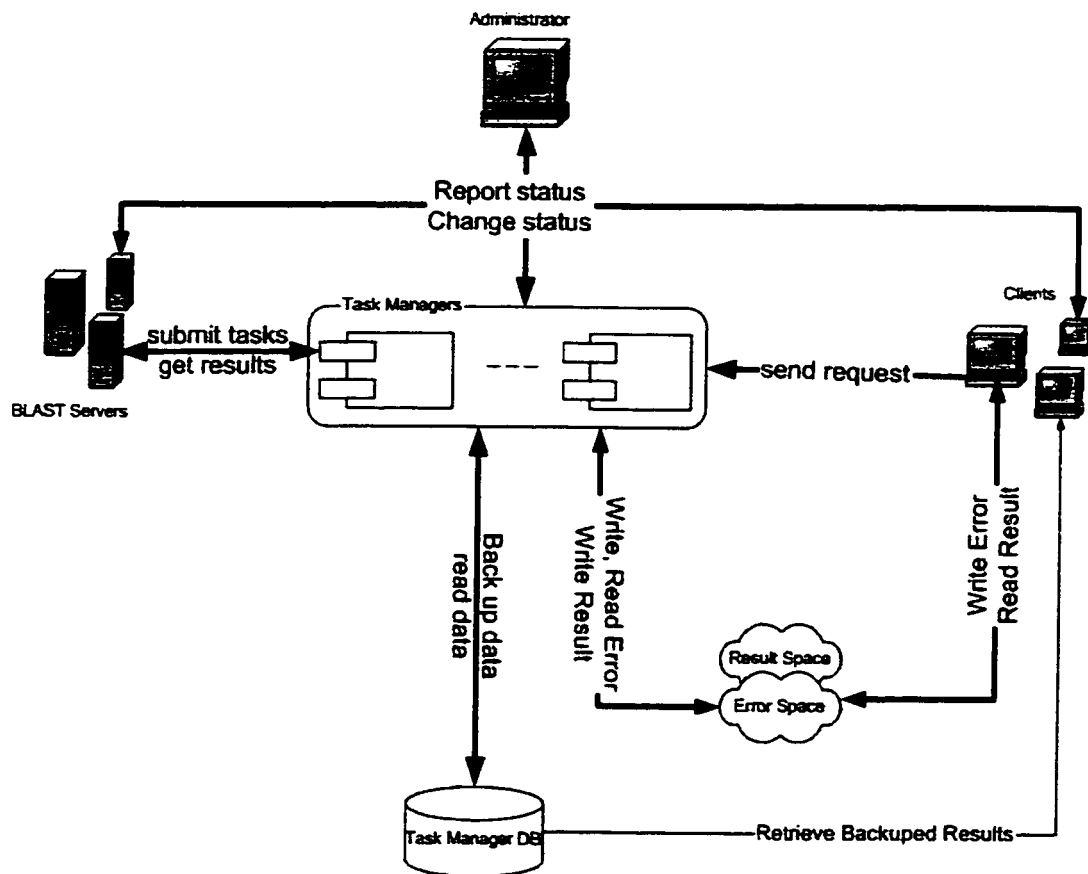 Administrator
Report status
Change status
Task Managers
Clients
submit tasks
get results
BLAST Servers
send request
Back up data
read data
Write, Read Error
Write Result
Write Error
Read Result
Result Space
Error Space
Task Manager DB
Retrieve Backuped Results